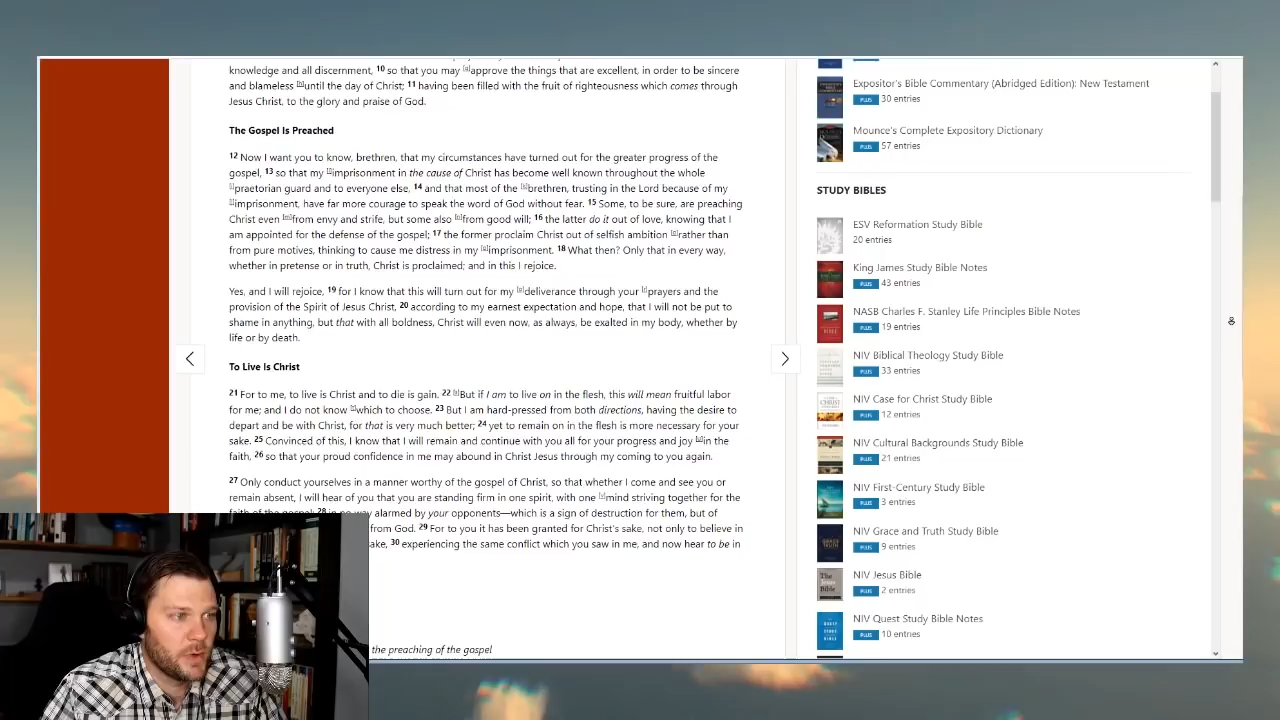 knowledge and all discernment, 10 so that you may [g]approve the things that are excellent, in order to be sincere
and blameless [h]until the day of Christ; 11 having been filled with the fruit of righteousness which comes through
Jesus Christ, to the glory and praise of God.
The Gospel Is Preached
12 Now I want you to know, brethren, that my circumstances have turned out for the greater progress of the
gospel, 13 so that my [i]imprisonment in the cause of Christ has become well known throughout the whole
[j]praetorian guard and to everyone else, 14 and that most of the [k]brethren, trusting in the Lord because of my
[l]imprisonment, have far more courage to speak the word of God without fear. 15 Some, to be sure, are preaching
Christ even [m]from envy and strife, but some also [n]from good will; 16 the latter do it out of love, knowing that I
am appointed for the defense of the gospel; 17 the former proclaim Christ out of selfish ambition [o]rather than
from pure motives, thinking to cause me distress in my [p]imprisonment. 18 What then? Only that in every way,
whether in pretense or in truth, Christ is proclaimed; and in this I rejoice.
Yes, and I will rejoice, 19 for I know that this will turn out for my [q]deliverance through your [r]prayers and the
provision of the Spirit of Jesus Christ, 20 according to my earnest expectation and hope, that I will not be put to
shame in anything, but that with all boldness, Christ will even now, as always, be exalted in my body, whether by
life or by death.
To Live Is Christ
21 For to me, to live is Christ and to die is gain. 22 [s]But if I am to live on in the flesh, this will mean fruitful labor
for me; and I do not know [t]which to choose. 23 But I am hard-pressed from both directions, having the desire to
depart and be with Christ, for that is very much better; 24 yet to remain on in the flesh is more necessary for your
sake. 25 Convinced of this, I know that I will remain and continue with you all for your progress and joy [u]in the
faith, 26 so that your proud confidence in me may abound in Christ Jesus through my coming to you again.
27 Only conduct yourselves in a manner worthy of the gospel of Christ, so that whether I come and see you or
remain absent, I will hear of you that you are standing firm in one spirit, with one [v]mind striving together for the
faith of the gospel; 28 in no way alarmed by your opponents—which is a sign of destruction for them, but of
from God. 29 For to you it has been granted for Christ's sake, not only to believe in
ake, 30 experiencing the same conflict which you saw in me, and now hear to be in
the preaching of the gospel
Expositor's Bible Commentary (Abridged Edition): New Testament
PLUS 30 entries
Mounce's Complete Expository Dictionary
PLUS 57 entries
STUDY BIBLES
ESV Reformation Study Bible
20 entries
King James Study Bible Notes
PLUS 43 entries
NASB Charles F. Stanley Life Principles Bible Notes
PLUS 19 entries
NIV Biblical Theology Study Bible
PLUS 33 entries
NIV Case for Christ Study Bible
PLUS 12 entries
NIV Cultural Backgrounds Study Bible
PLUS 21 entries
NIV First-Century Study Bible
PLUS 3 entries
NIV Grace and Truth Study Bible
PLUS 9 entries
NIV Jesus Bible
PLUS 2 entries
NIV Quest Study Bible Notes
PLUS 10 entries